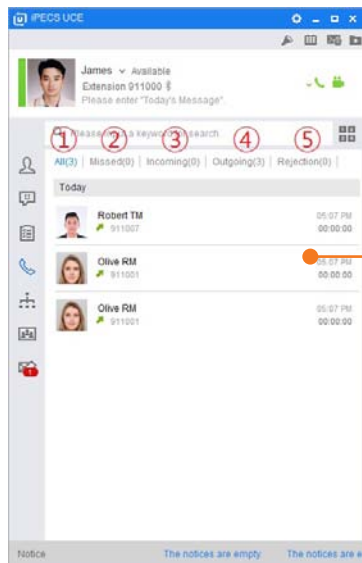 iPECS UCE
James Available
Extension 911000
Please enter "Today's Message".
Please a keyword to search
① ② ③ ④ ⑤
All(3) | Missed(0) | Incoming(0) | Outgoing(3) | Rejection(0) |
Today
Robert TM 05:07 PM
911007 00:00:00
Olive RM 05:07 PM
911001 00:00:00
Olive RM 05:07 PM
911001 00:00:00
1
Notice The notices are empty. The notices are e